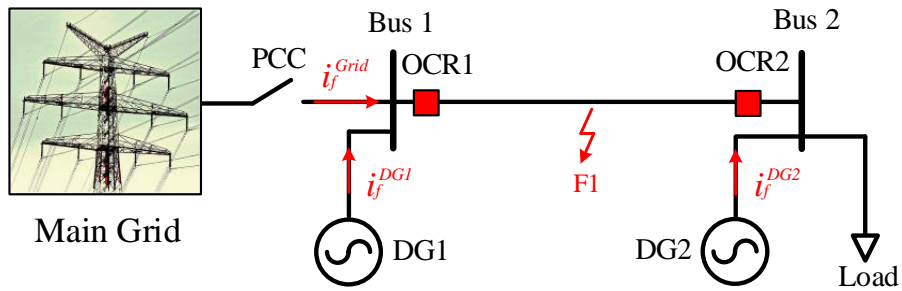 Bus 1
Bus 2
PCC
i_f^Grid
OCR1
OCR2
F1
i_f^DG1
i_f^DG2
Main Grid
DG1
DG2
Load